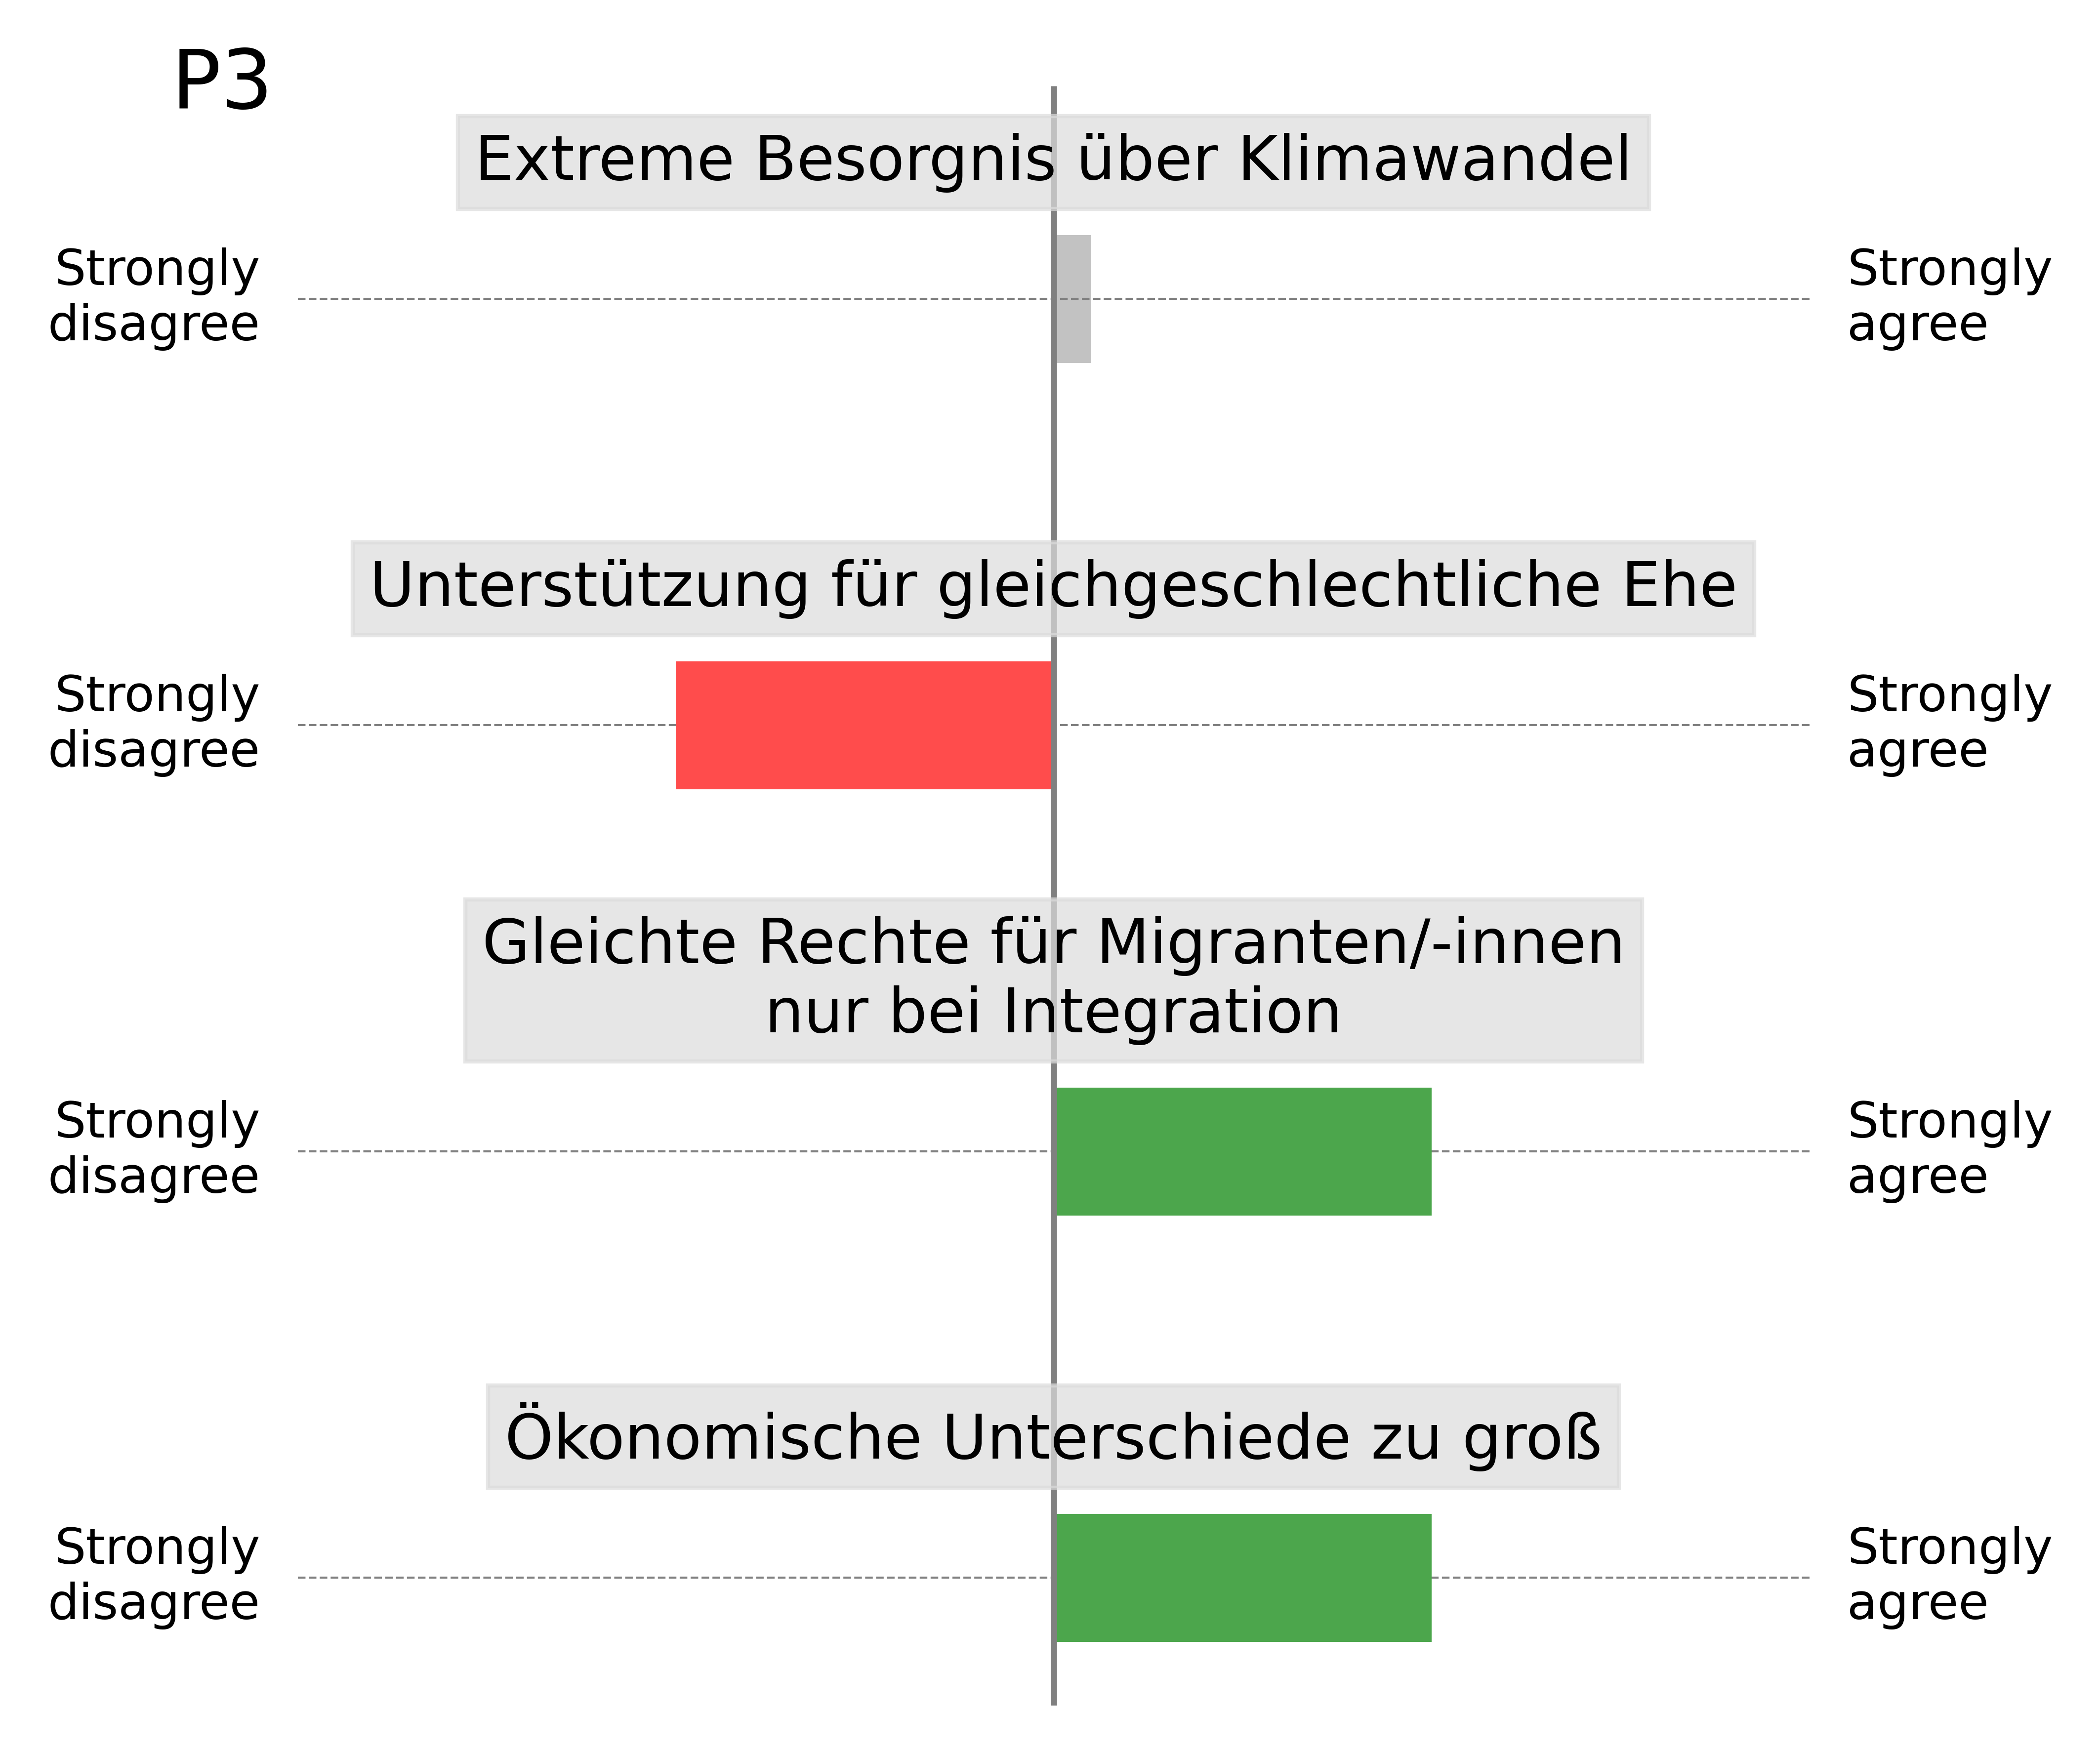 P3
Extreme Besorgnis über Klimawandel
Strongly
disagree
Strongly
agree
Unterstützung für gleichgeschlechtliche Ehe
Strongly
disagree
Strongly
agree
Gleichte Rechte für Migranten/-innen
nur bei Integration
Strongly
disagree
Strongly
agree
Ökonomische Unterschiede zu groß
Strongly
disagree
Strongly
agree